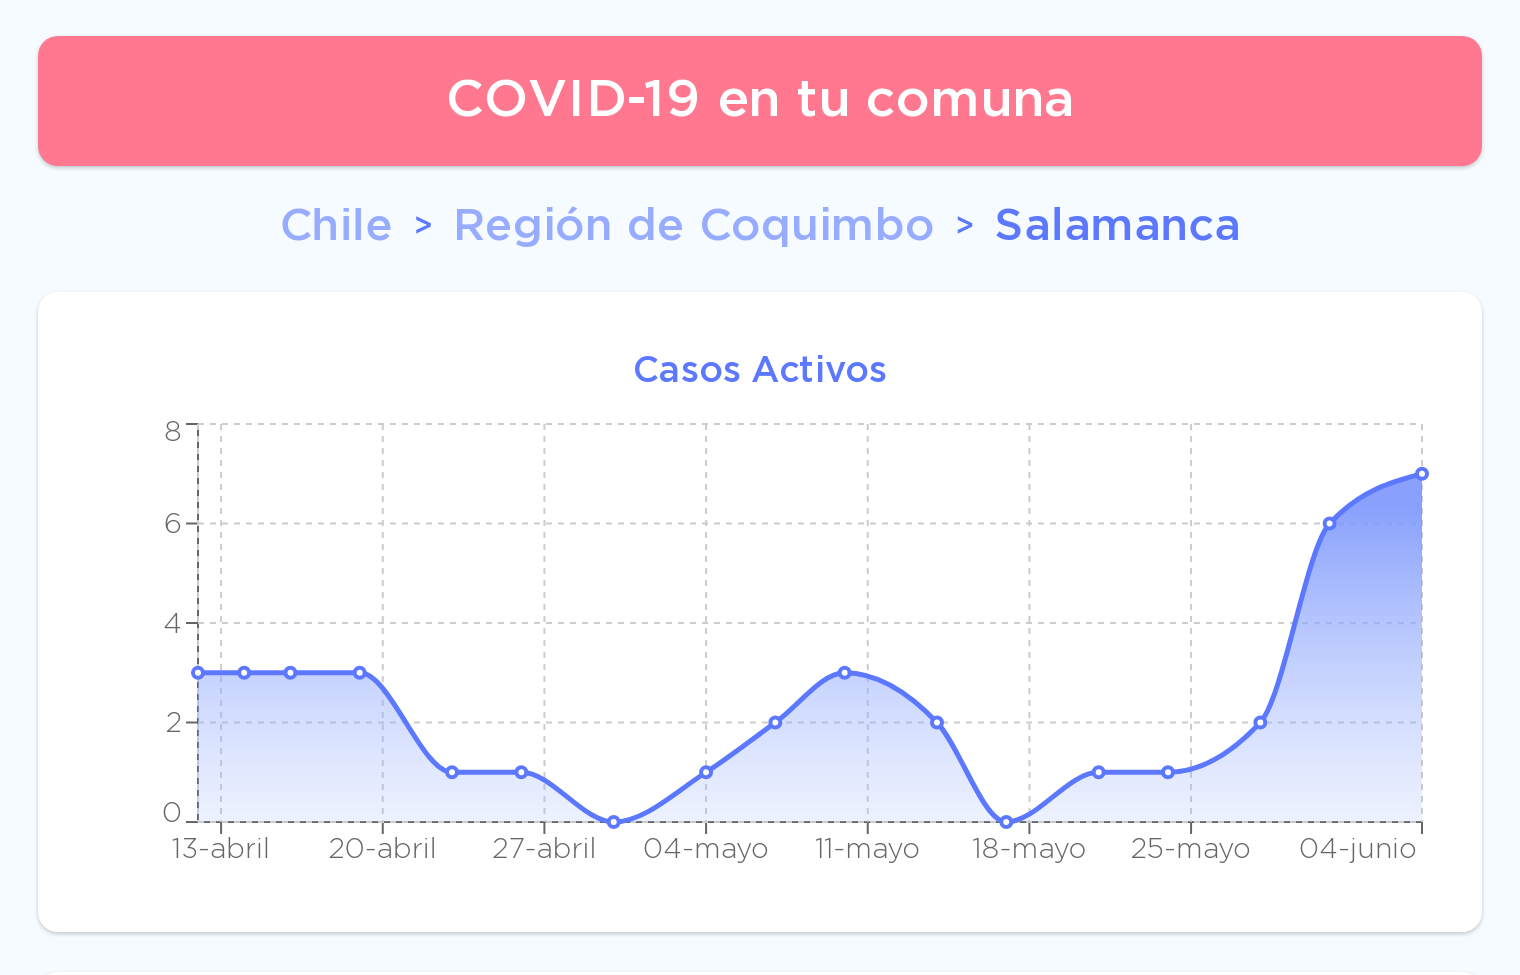 COVID-19 en tu comuna
Chile > Región de Coquimbo > Salamanca
Casos Activos
8
6
4
2
0
13-abril 20-abril 27-abril 04-mayo 11-mayo 18-mayo 25-mayo 04-junio